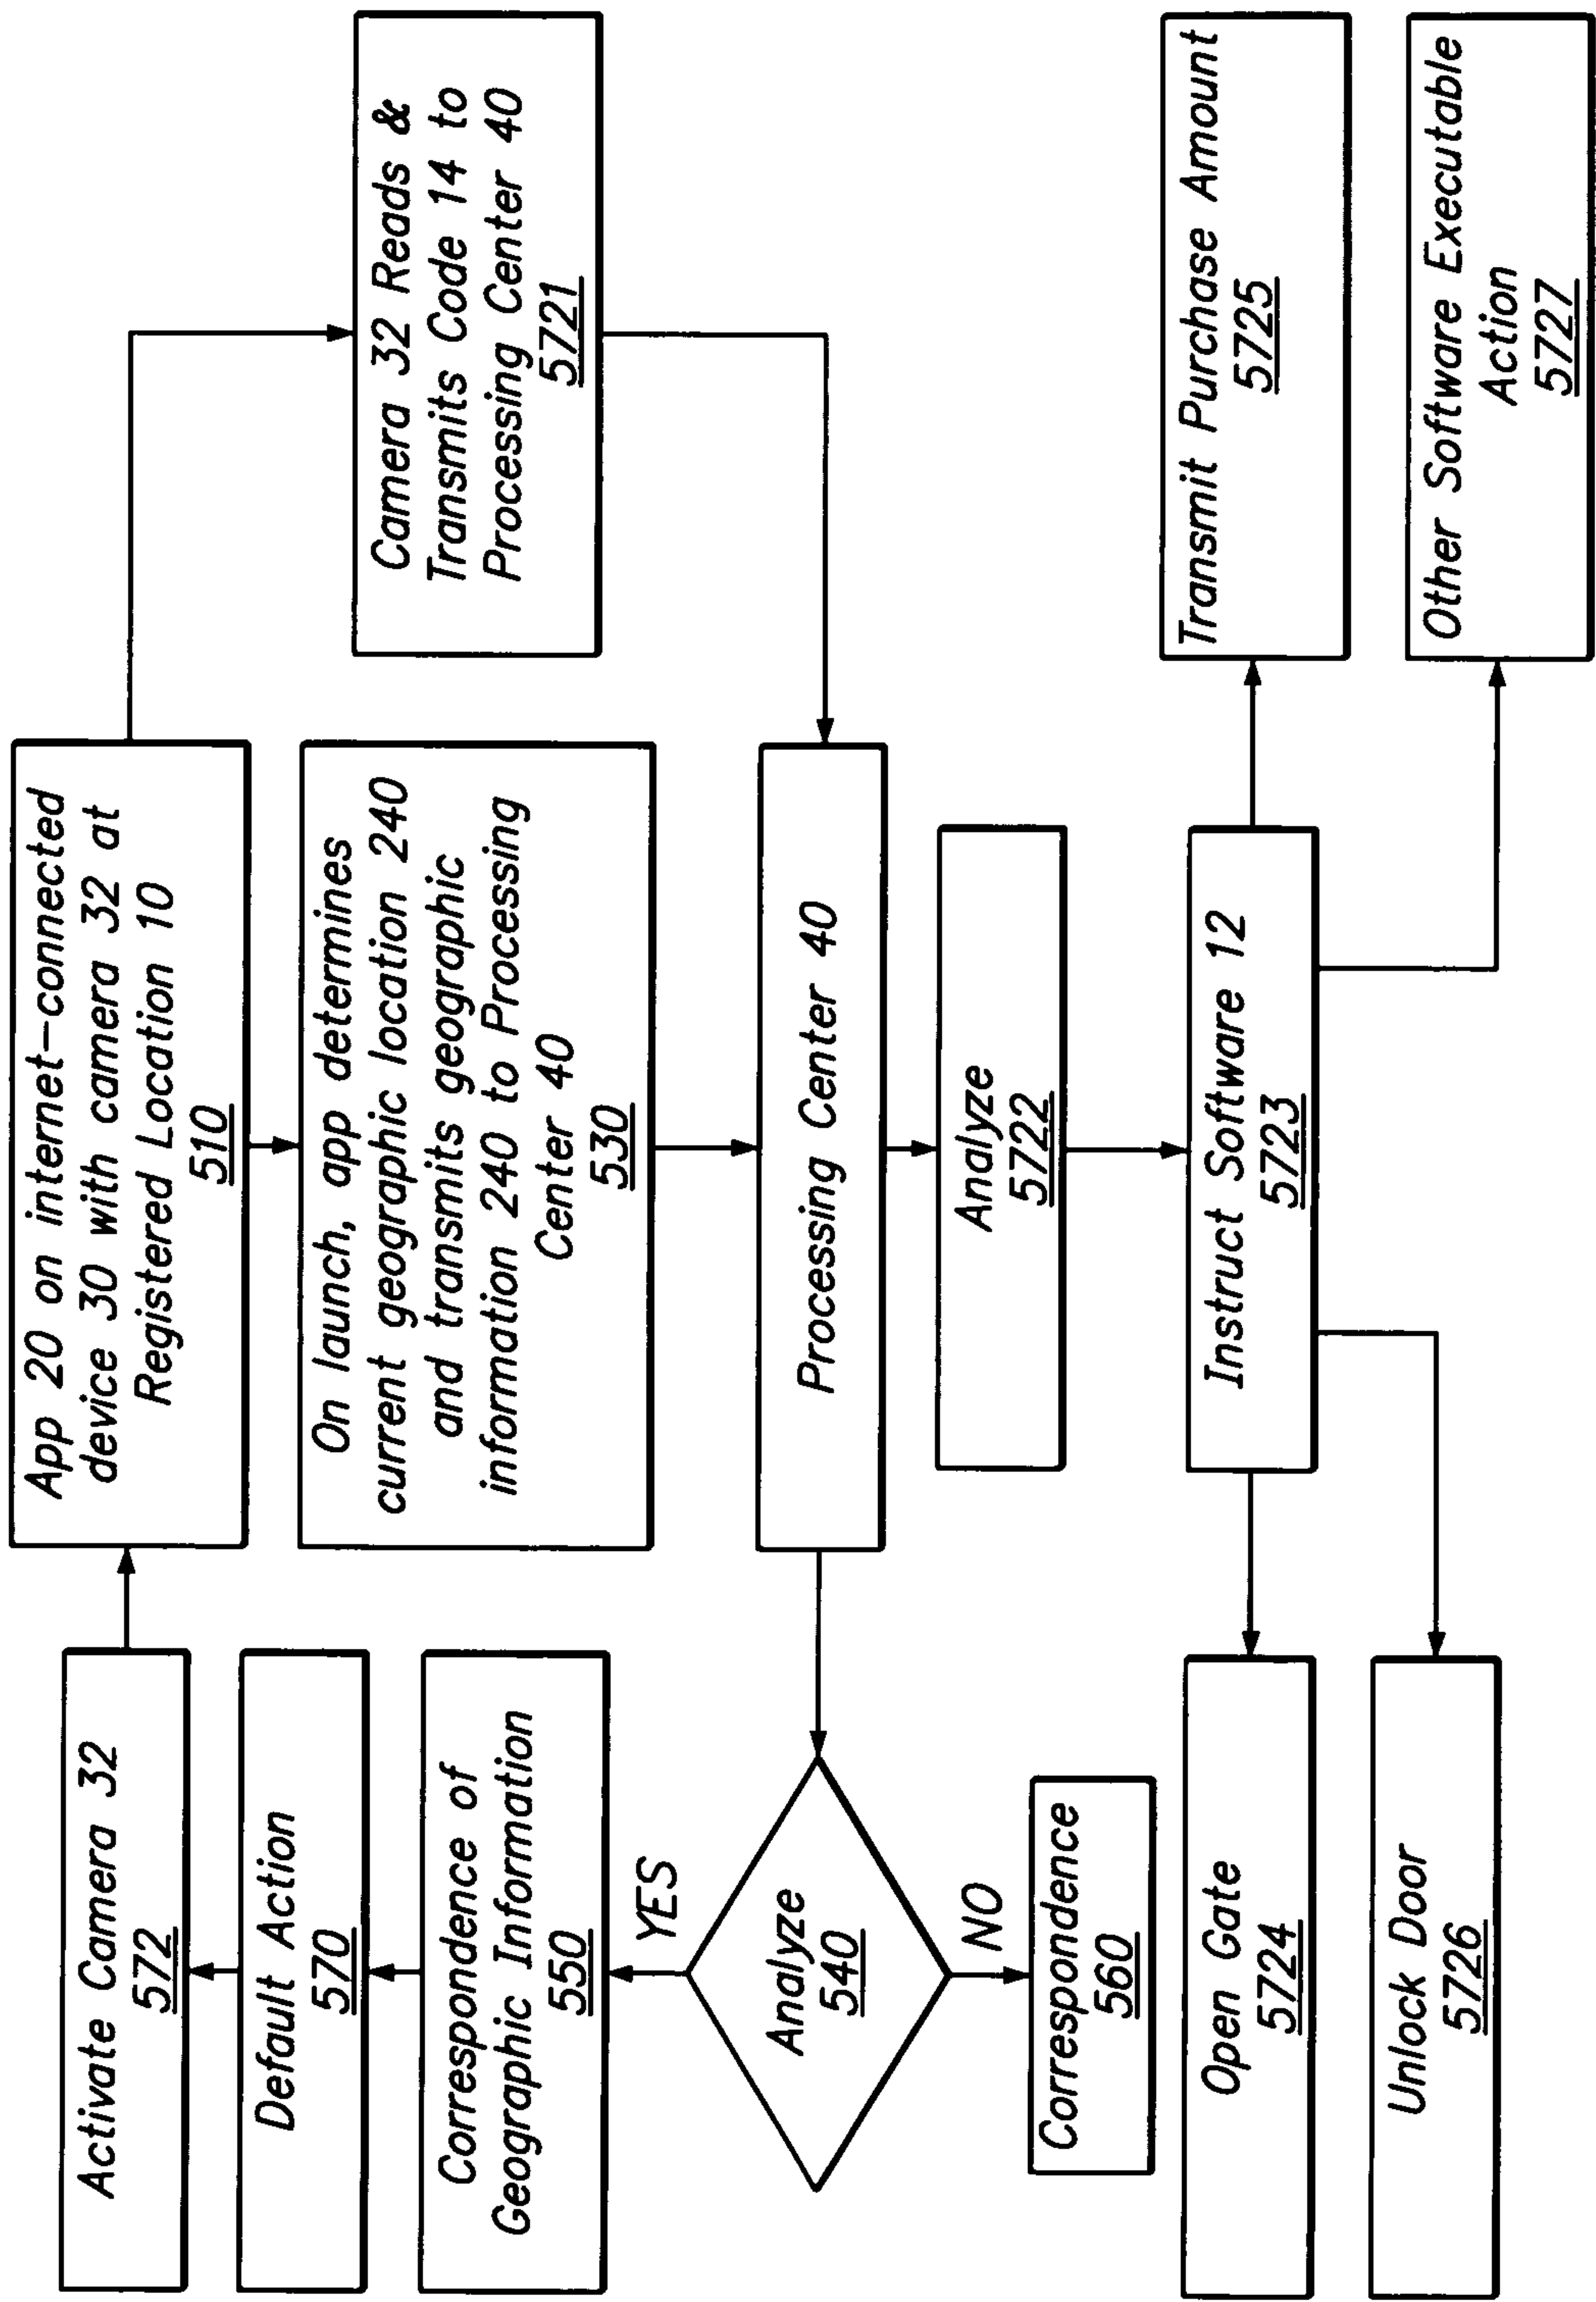 Activate Camera 32
572
Default Action
570
Correspondence of
Geographic Information
550
YES
Analyze
540
NO
Correspondence
560
Open Gate
5724
Unlock Door
5726
App 20 on internet-connected
device 30 with camera 32 at
Registered Location 10
510
On launch, app determines
current geographic location 240
and transmits geographic
information 240 to Processing
Center 40
530
Processing Center 40
Analyze
5722
Instruct Software 12
5723
Camera 32 Reads &
Transmits Code 14 to
Processing Center 40
5721
Transmit Purchase Amount
5725
Other Software Executable
Action
5727